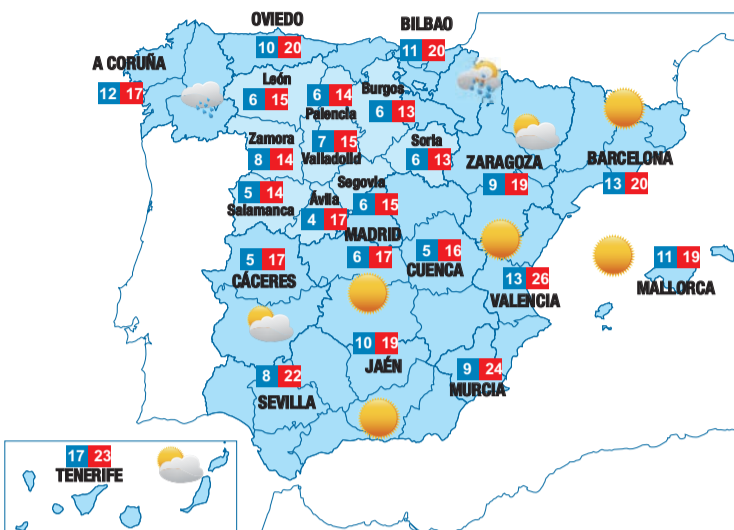 OVIEDO
10 20
BILBAO
11 20
A CORUÑA
12 17
León
6 15
6 14
Palencia
Burgos
6 13
Zamora
8 14
7 15
Valladolid
Soria
6 13
ZARAGOZA
9 19
BARCELONA
13 20
5 14
Salamanca
Ávila
4 17
Segovia
6 15
MADRID
6 17
5 17
CÁCERES
5 16
CUENCA
13 26
VALENCIA
11 19
MALLORCA
10 19
JAÉN
8 22
SEVILLA
9 24
MURCIA
17 23
TENERIFE